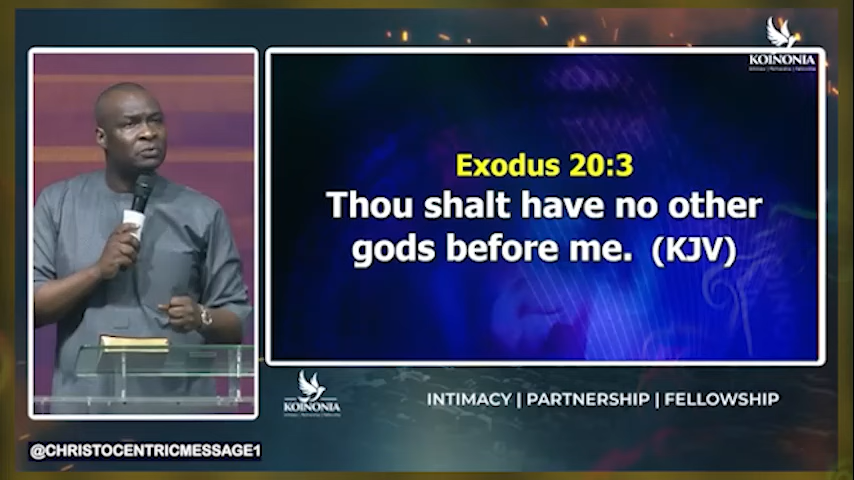 KOINONIA
Exodus 20:3
Thou shalt have no other
gods before me. (KJV)
KOINONIA
INTIMACY | PARTNERSHIP | FELLOWSHIP
@CHRISTOCENTRICMESSAGE1